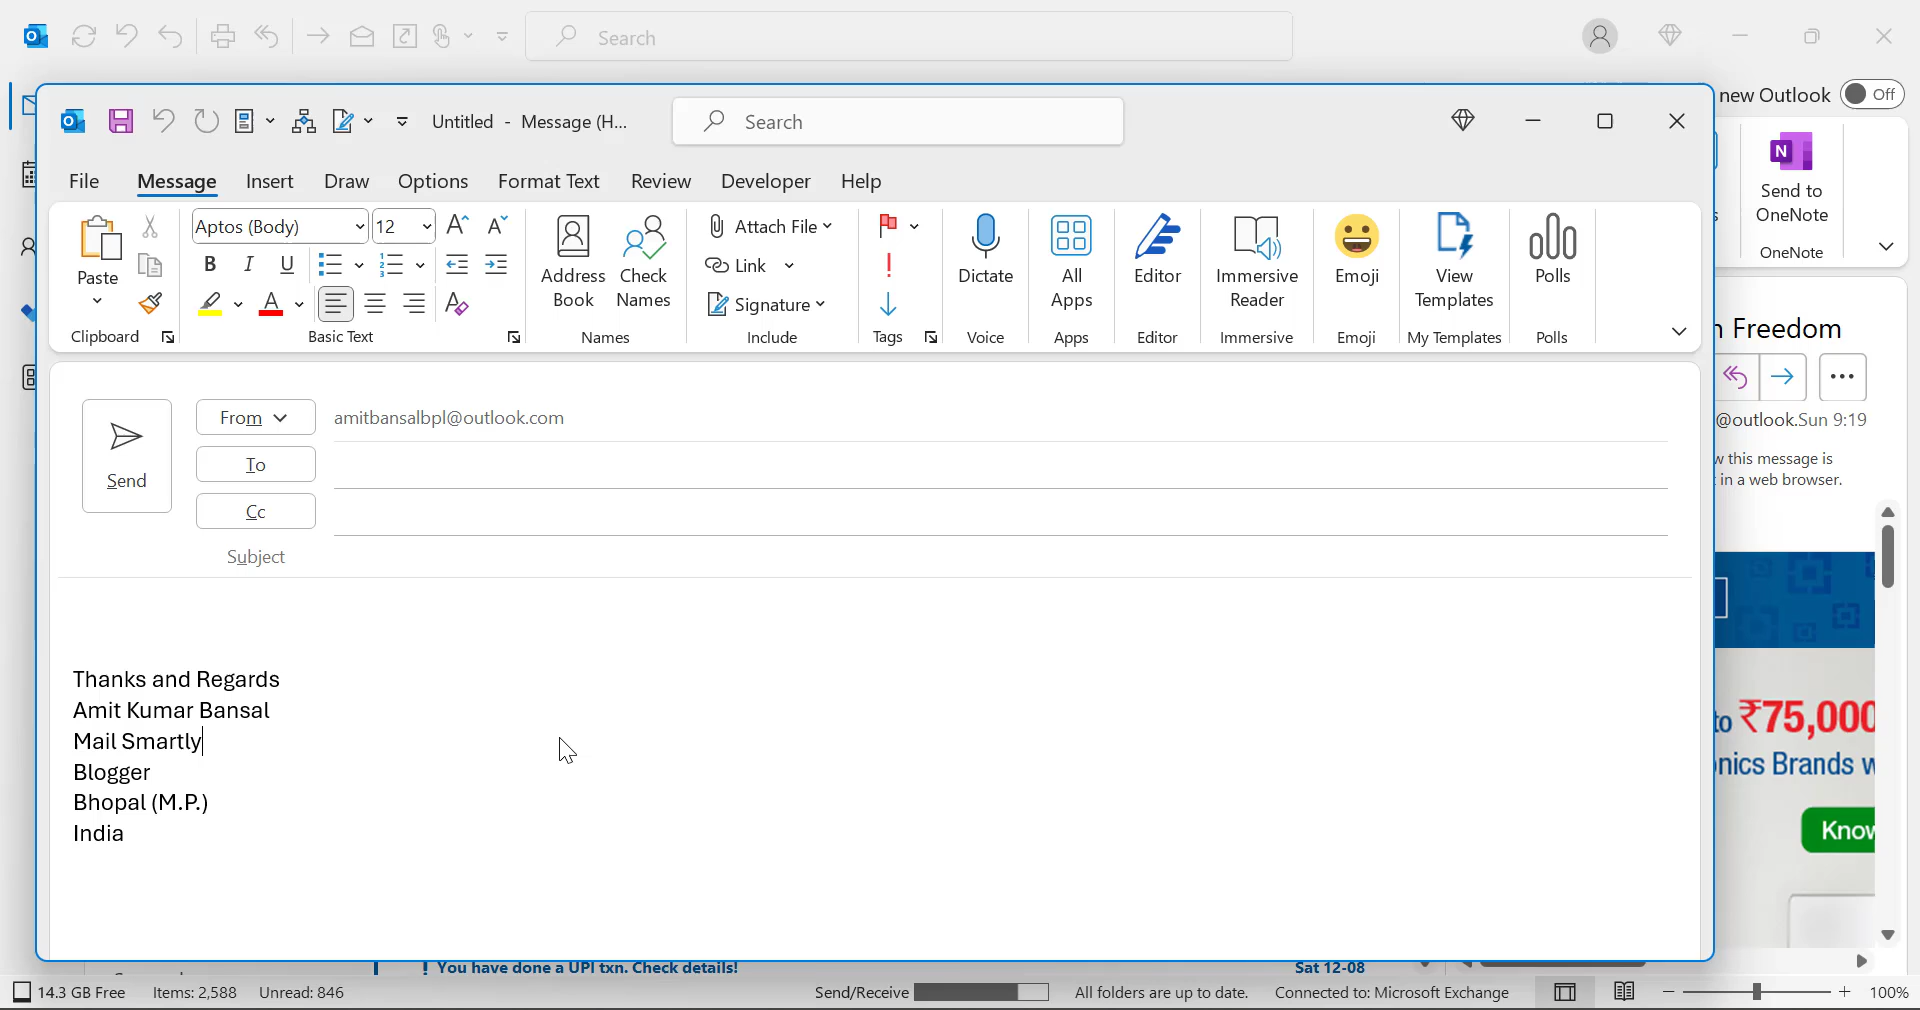 Search
new Outlook Off
Untitled - Message (H...
Search
File Message Insert Draw Options Format Text Review Developer Help
Paste
Clipboard
Aptos (Body) 12
B I U
Basic Text
Address Book
Check Names
Names
Attach File
Link
Signature
Include
Tags
Dictate
Voice
All Apps
Apps
Editor
Editor
Immersive Reader
Immersive
Emoji
Emoji
View Templates
My Templates
Polls
Polls
Send to OneNote
OneNote
Send
From amitbansalbpl@outlook.com
To
Cc
Subject
Thanks and Regards
Amit Kumar Bansal
Mail Smartly
Blogger
Bhopal (M.P.)
India
Freedom
@outlook. Sun 9:19
this message is
in a web browser.
₹75,000
Brands
! You have done a UPI txn. Check details! Sat 12-08
14.3 GB Free Items: 2,588 Unread: 846 Send/Receive All folders are up to date. Connected to: Microsoft Exchange 100%